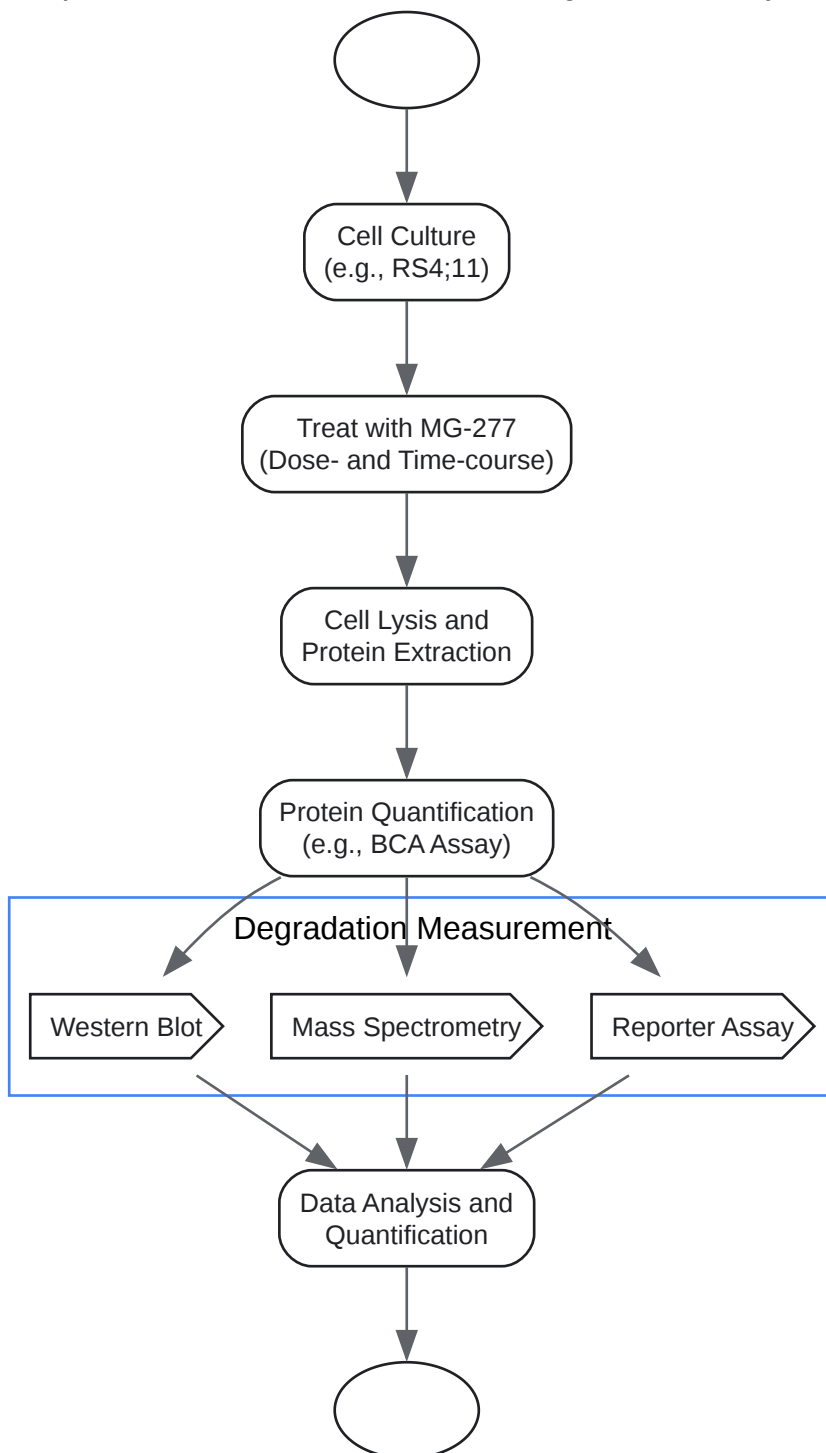 Cell Culture
(e.g., RS4;11)
Treat with MG-277
(Dose- and Time-course)
Cell Lysis and
Protein Extraction
Protein Quantification
(e.g., BCA Assay)
Degradation Measurement
Western Blot
Mass Spectrometry
Reporter Assay
Data Analysis and
Quantification